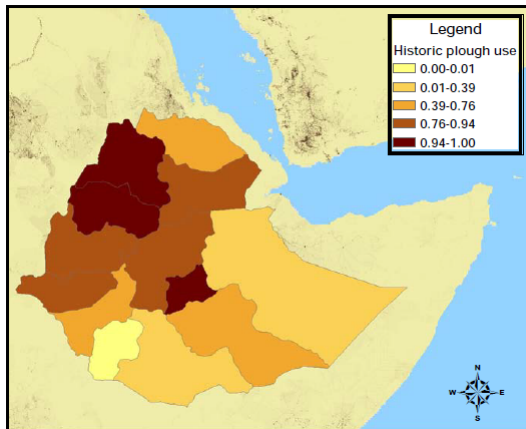 Legend
Historic plough use
0.00-0.01
0.01-0.39
0.39-0.76
0.76-0.94
0.94-1.00
N
W E
S